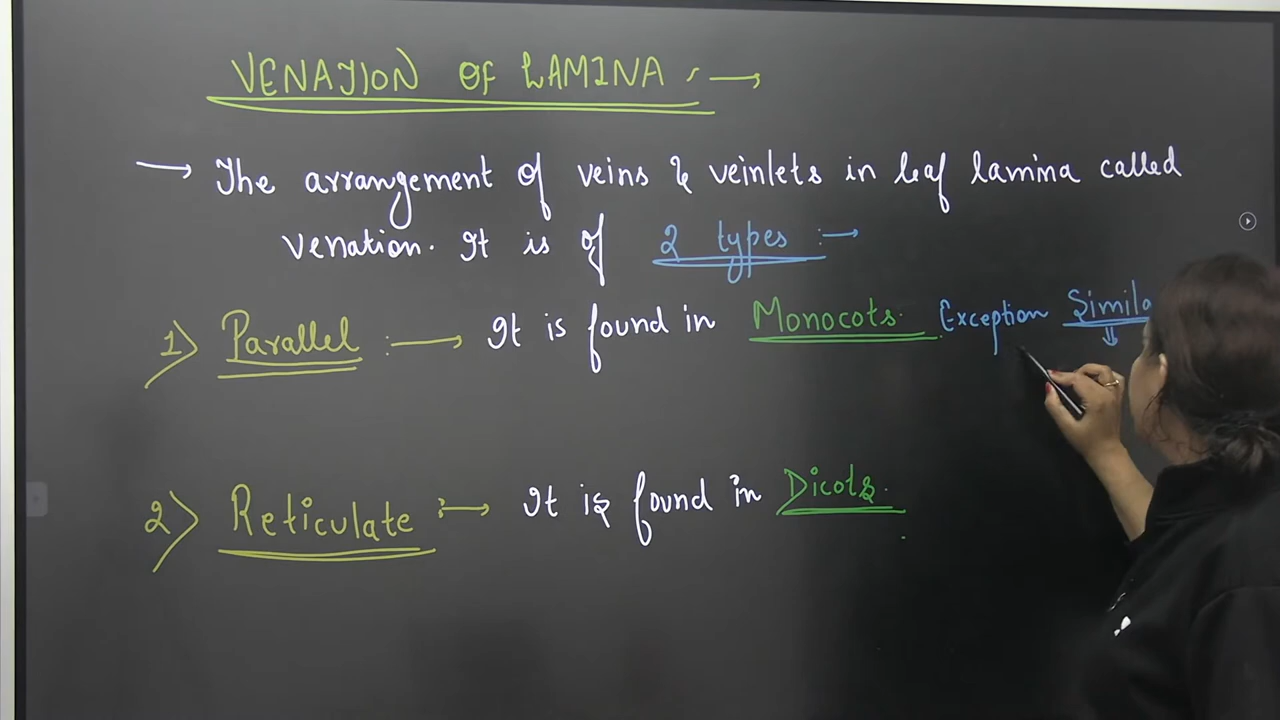 VENATION OF LAMINA :→
→ The arrangement of veins & veinlets in leaf lamina called
venation. It is of 2 types :→
1) Parallel :→ It is found in Monocots. Exception
2) Reticulate :→ It is found in Dicots.